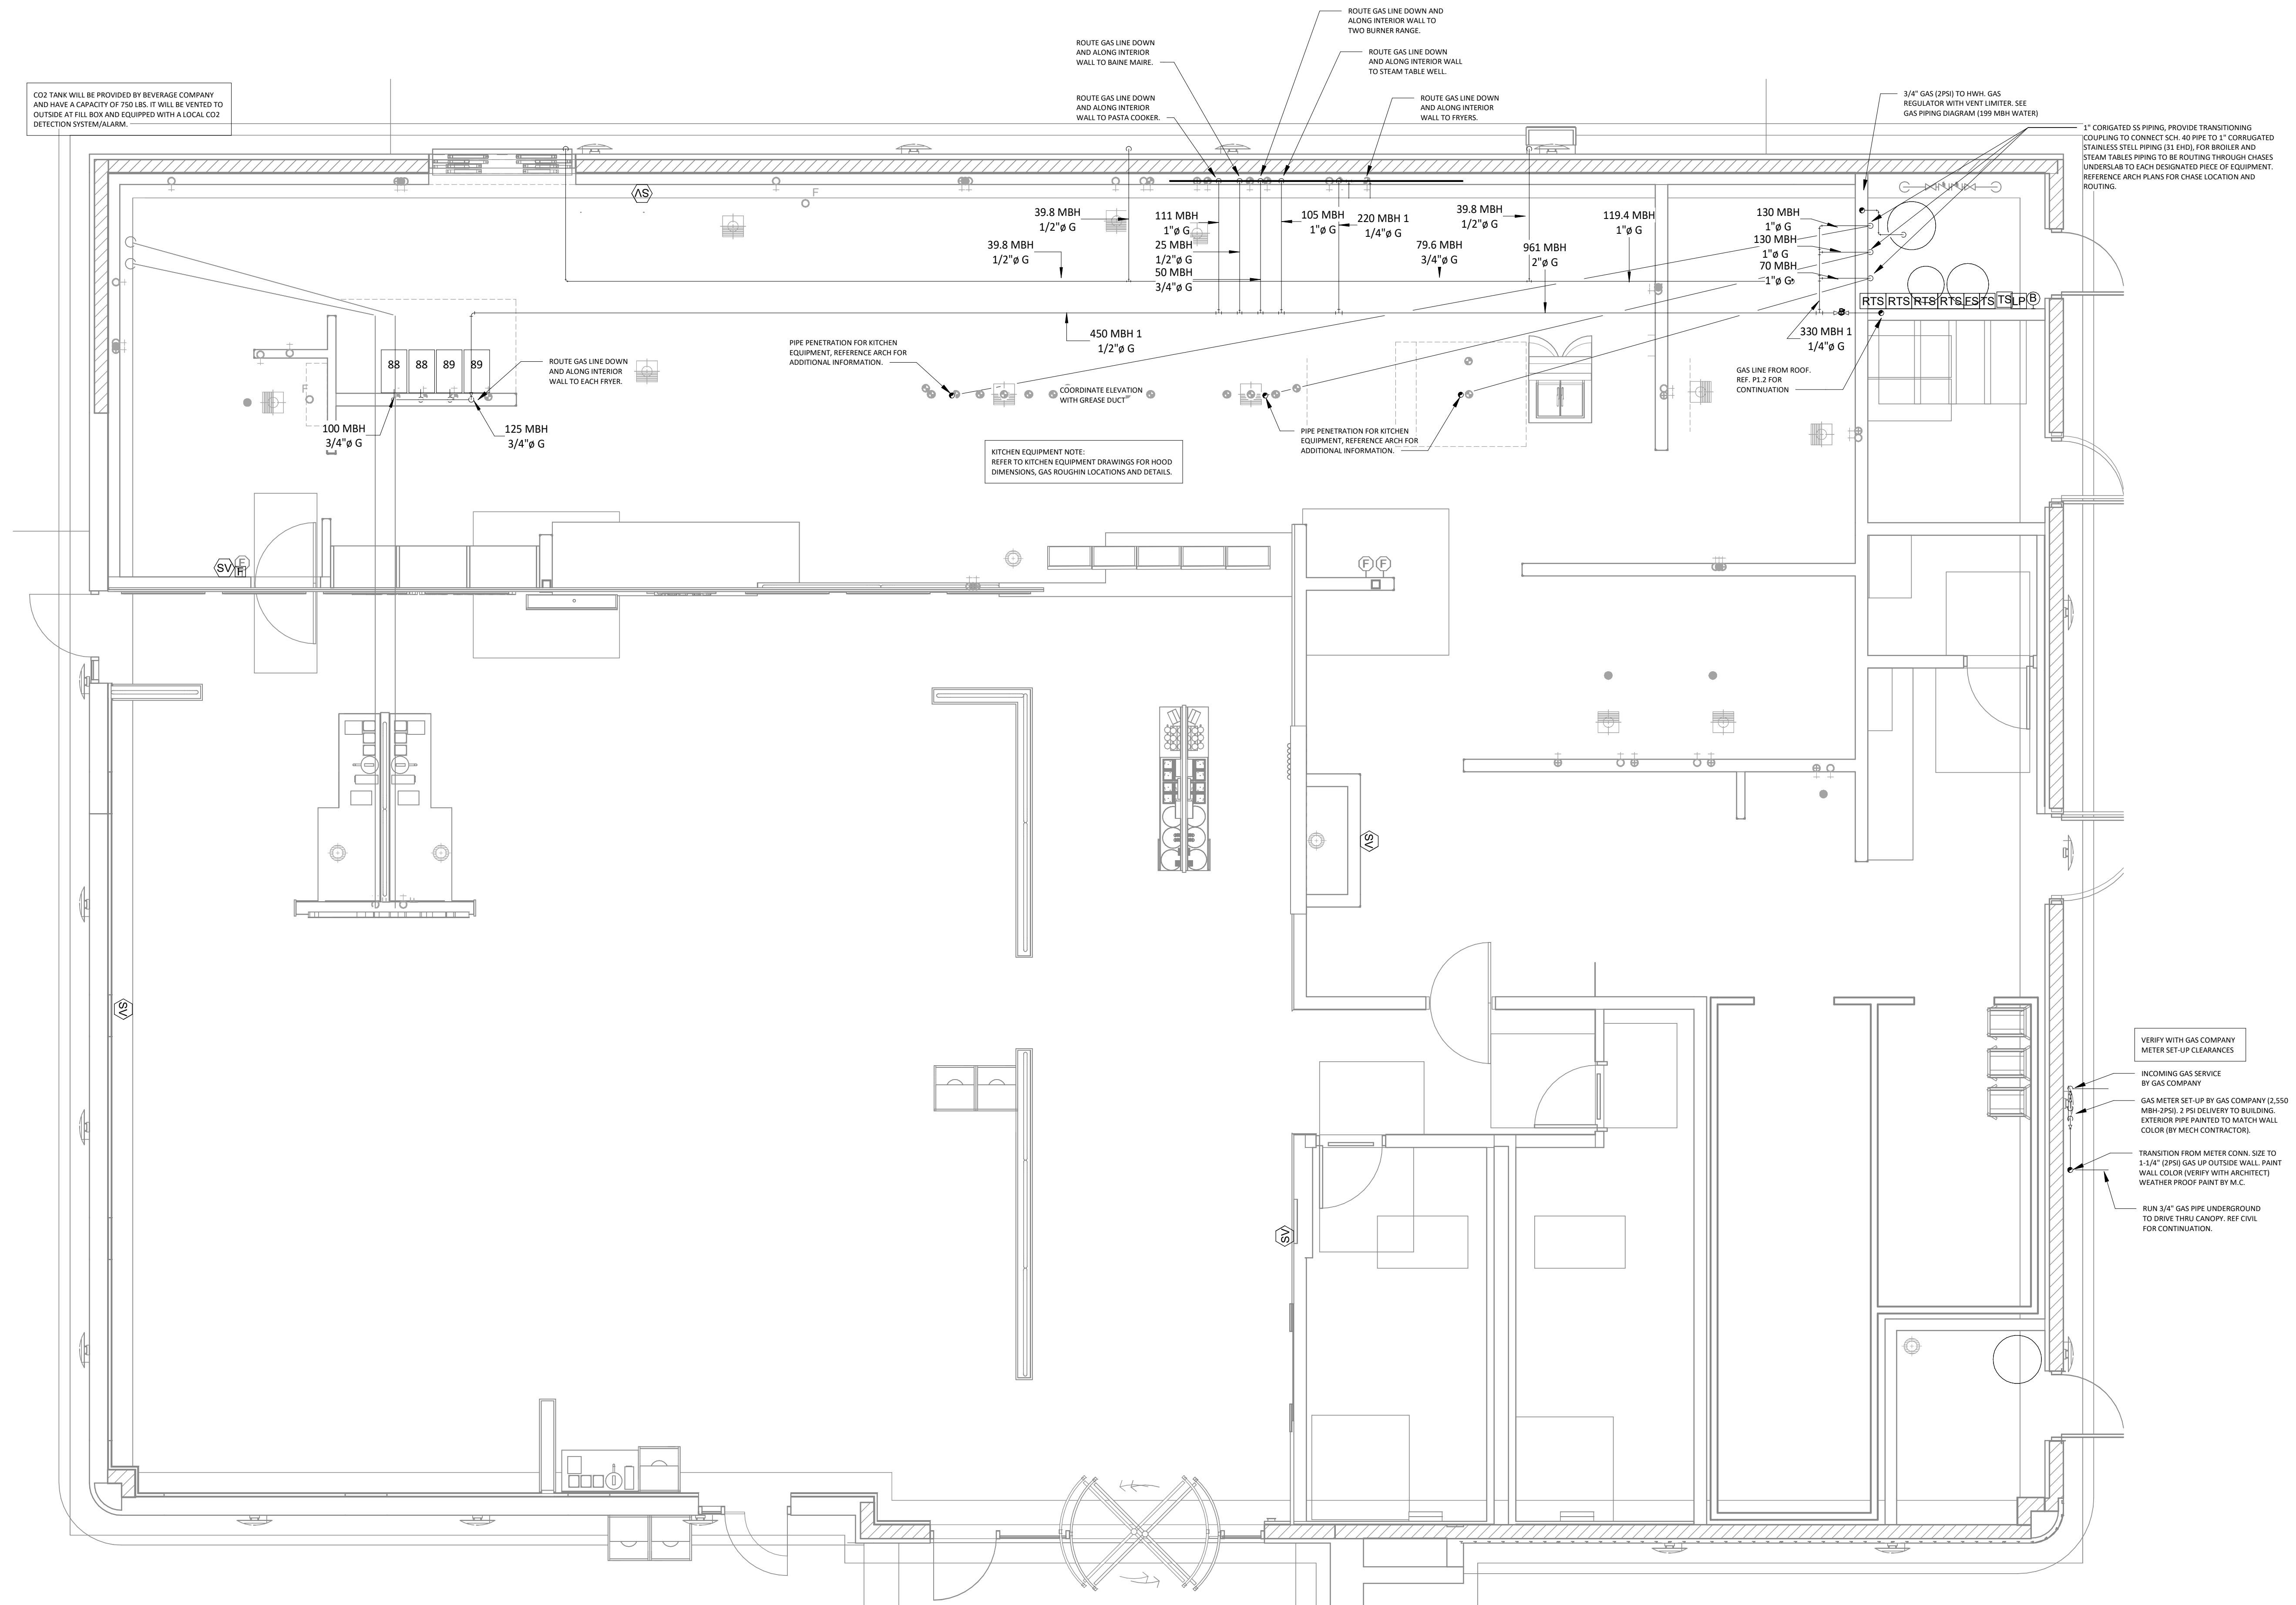 ROUTE GAS LINE DOWN AND
ALONG INTERIOR WALL TO
TWO BURNER RANGE.
ROUTE GAS LINE DOWN
AND ALONG INTERIOR
WALL TO BAINE MAIRE.
ROUTE GAS LINE DOWN
AND ALONG INTERIOR WALL
TO STEAM TABLE WELL.
CO2 TANK WILL BE PROVIDED BY BEVERAGE COMPANY
AND HAVE A CAPACITY OF 750 LBS. IT WILL BE VENTED TO
OUTSIDE AT FILL BOX AND EQUIPPED WITH A LOCAL CO2
DETECTION SYSTEM/ALARM.
ROUTE GAS LINE DOWN
AND ALONG INTERIOR
WALL TO PASTA COOKER.
ROUTE GAS LINE DOWN
AND ALONG INTERIOR
WALL TO FRYERS.
3/4" GAS (2PSI) TO HWH. GAS
REGULATOR WITH VENT LIMITER. SEE
GAS PIPING DIAGRAM (199 MBH WATER)
1" CORIGATED SS PIPING, PROVIDE TRANSITIONING
COUPLING TO CONNECT SCH. 40 PIPE TO 1" CORRUGATED
STAINLESS STELL PIPING (31 EHD), FOR BROILER AND
STEAM TABLES PIPING TO BE ROUTING THROUGH CHASES
UNDERSLAB TO EACH DESIGNATED PIECE OF EQUIPMENT.
REFERENCE ARCH PLANS FOR CHASE LOCATION AND
ROUTING.
SV
F
39.8 MBH
1/2"ø G
111 MBH
1"ø G
105 MBH
1"ø G
220 MBH 1
1/4"ø G
39.8 MBH
1/2"ø G
119.4 MBH
1"ø G
130 MBH
1"ø G
39.8 MBH
1/2"ø G
25 MBH
1/2"ø G
79.6 MBH
3/4"ø G
961 MBH
2"ø G
130 MBH
1"ø G
50 MBH
3/4"ø G
70 MBH
1"ø G
RTS RTS RTS RTS FS TS TS LP B
450 MBH 1
1/2"ø G
330 MBH 1
1/4"ø G
PIPE PENETRATION FOR KITCHEN
EQUIPMENT, REFERENCE ARCH FOR
ADDITIONAL INFORMATION.
88 88 89 89
ROUTE GAS LINE DOWN
AND ALONG INTERIOR
WALL TO EACH FRYER.
F
COORDINATE ELEVATION
WITH GREASE DUCT
GAS LINE FROM ROOF.
REF. P1.2 FOR
CONTINUATION
100 MBH
3/4"ø G
125 MBH
3/4"ø G
PIPE PENETRATION FOR KITCHEN
EQUIPMENT, REFERENCE ARCH FOR
ADDITIONAL INFORMATION.
KITCHEN EQUIPMENT NOTE:
REFER TO KITCHEN EQUIPMENT DRAWINGS FOR HOOD
DIMENSIONS, GAS ROUGHIN LOCATIONS AND DETAILS.
SV
F
F
F F
SV
SV
SV
VERIFY WITH GAS COMPANY
METER SET-UP CLEARANCES
INCOMING GAS SERVICE
BY GAS COMPANY
GAS METER SET-UP BY GAS COMPANY (2,550
MBH-2PSI). 2 PSI DELIVERY TO BUILDING.
EXTERIOR PIPE PAINTED TO MATCH WALL
COLOR (BY MECH CONTRACTOR).
TRANSITION FROM METER CONN. SIZE TO
1-1/4" (2PSI) GAS UP OUTSIDE WALL. PAINT
WALL COLOR (VERIFY WITH ARCHITECT)
WEATHER PROOF PAINT BY M.C.
RUN 3/4" GAS PIPE UNDERGROUND
TO DRIVE THRU CANOPY. REF CIVIL
FOR CONTINUATION.